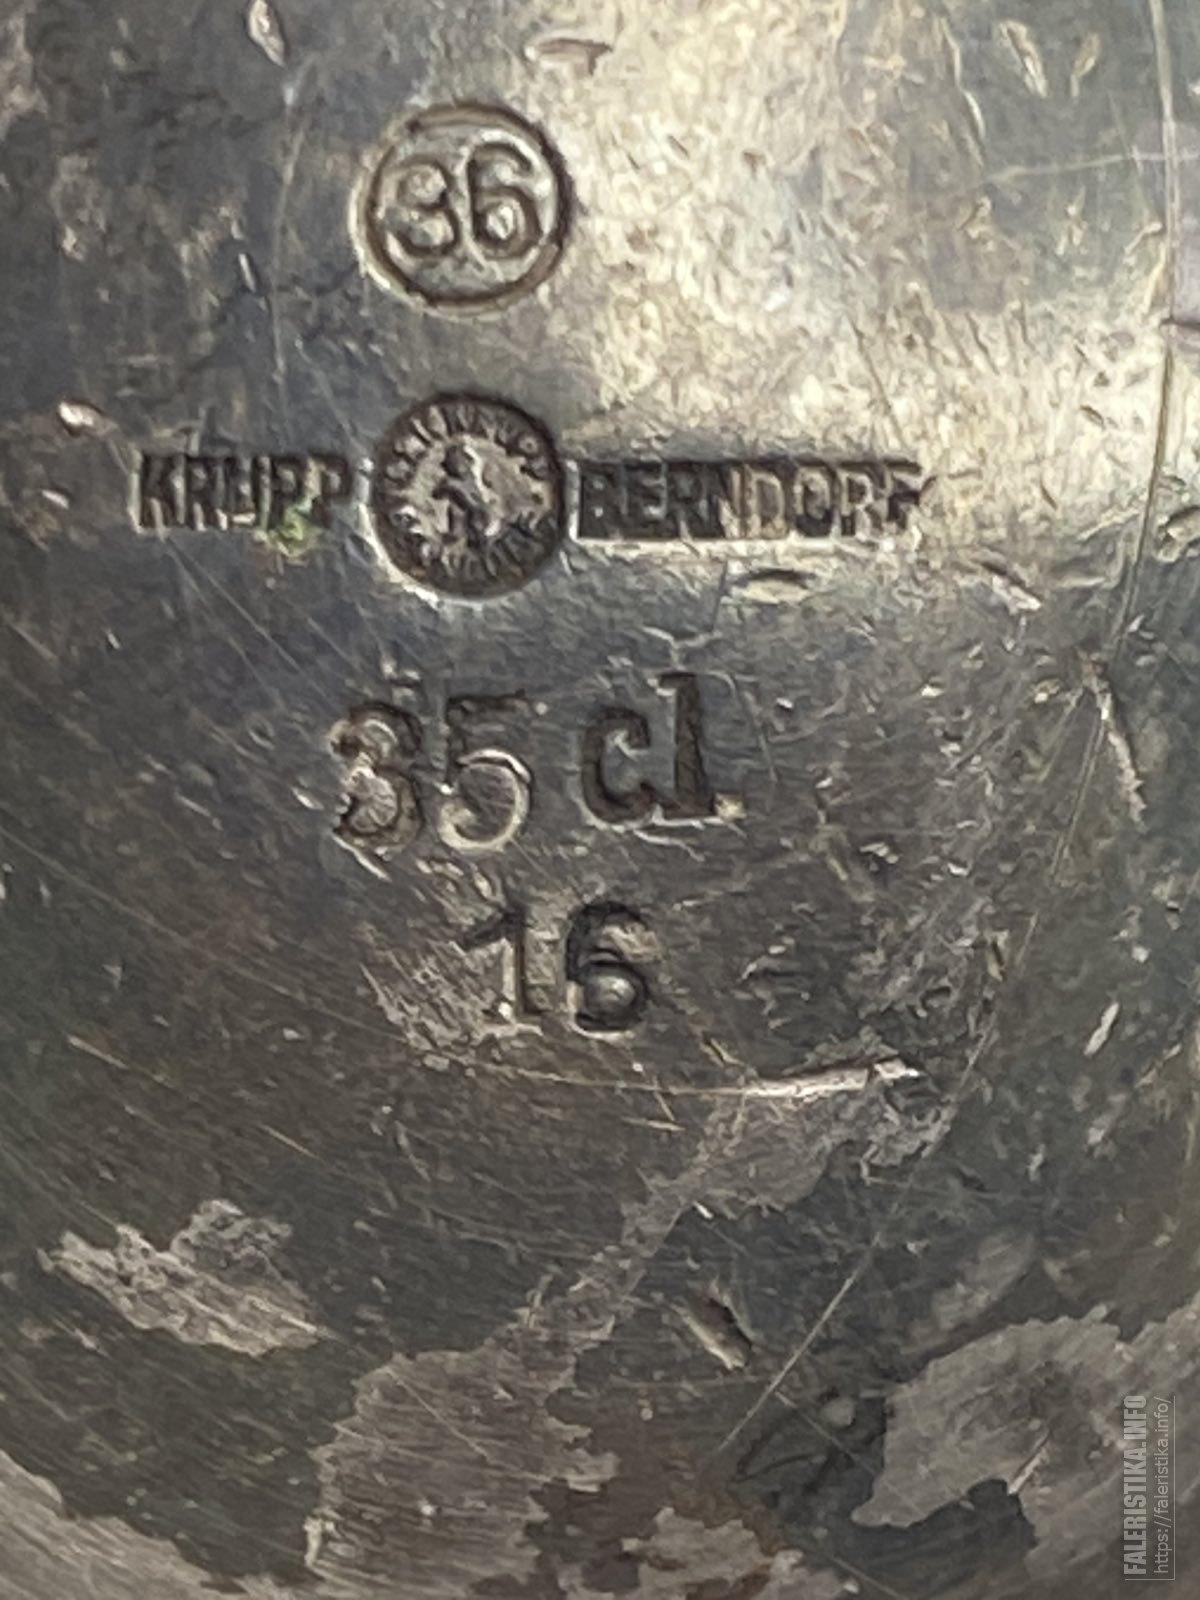 36
KRUPP BERNDORF
35 cl
16
FALERISTIKA.INFO
https://faleristika.info/